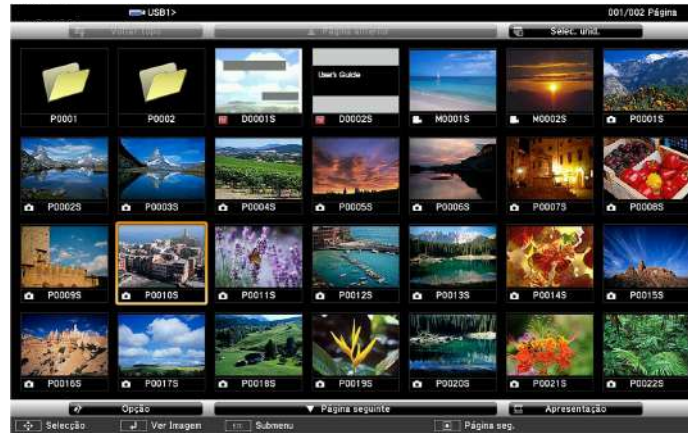 USB1>
001/002 Página
Voltar topo
Página anterior
Selec. unid.
P0001
P0002
D0001S
User's Guide
D0002S
M0001S
M0002S
P0001S
P0002S
P0003S
P0004S
P0005S
P0006S
P0007S
P0008S
P0009S
P0010S
P0011S
P0012S
P0013S
P0014S
P0015S
P0016S
P0017S
P0018S
P0019S
P0020S
P0021S
P0022S
Opção
Página seguinte
Apresentação
Selecção
Ver Imagem
Submenu
Página seg.